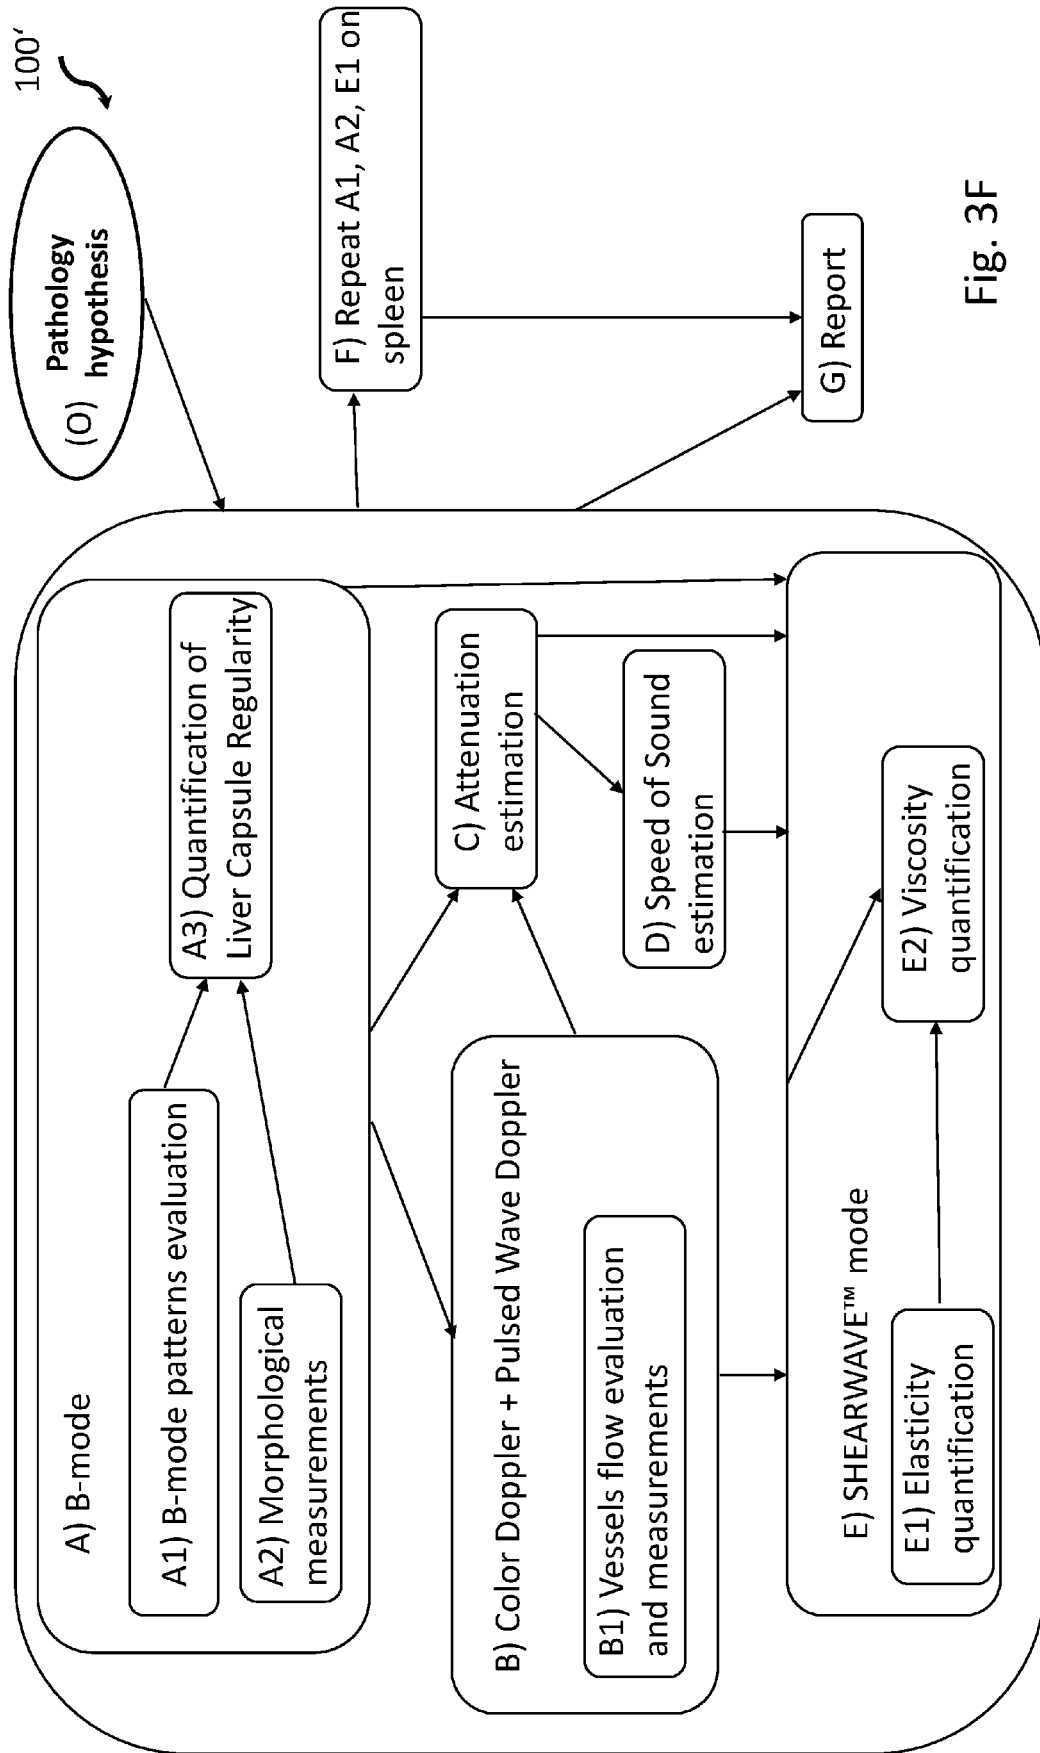 100‘
Pathology
(O) hypothesis
A) B-mode
A1) B-mode patterns evaluation
A2) Morphological
measurements
A3) Quantification of
Liver Capsule Regularity
B) Color Doppler + Pulsed Wave Doppler
B1) Vessels flow evaluation
and measurements
C) Attenuation
estimation
D) Speed of Sound
estimation
E) SHEARWAVE™ mode
E1) Elasticity
quantification
E2) Viscosity
quantification
F) Repeat A1, A2, E1 on
spleen
G) Report
Fig. 3F